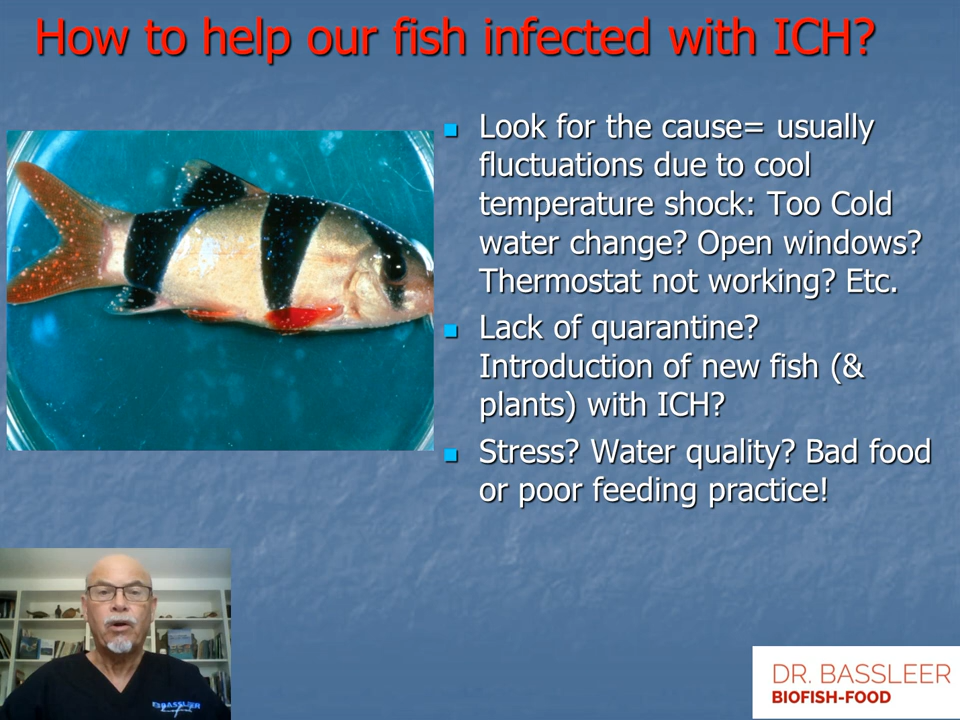 How to help our fish infected with ICH?
Look for the cause= usually
fluctuations due to cool
temperature shock: Too Cold
water change? Open windows?
Thermostat not working? Etc.
Lack of quarantine?
Introduction of new fish (&
plants) with ICH?
Stress? Water quality? Bad food
or poor feeding practice!
BASSLEER
DR. BASSLEER
BIOFISH-FOOD